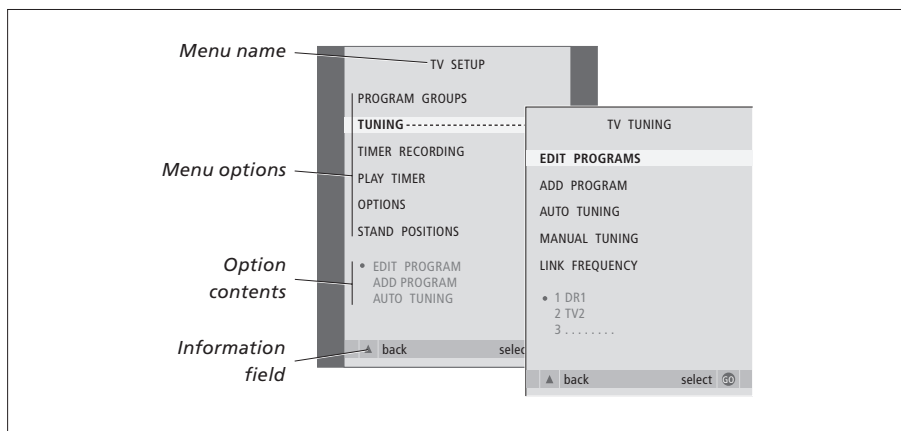 Menu name
TV SETUP
PROGRAM GROUPS
TUNING
TIMER RECORDING
Menu options
PLAY TIMER
OPTIONS
STAND POSITIONS
Option
contents
• EDIT PROGRAM
ADD PROGRAM
AUTO TUNING
Information
field
▲ back selec
TV TUNING
EDIT PROGRAMS
ADD PROGRAM
AUTO TUNING
MANUAL TUNING
LINK FREQUENCY
• 1 DR1
2 TV2
3 . . . . . . . .
▲ back select GO